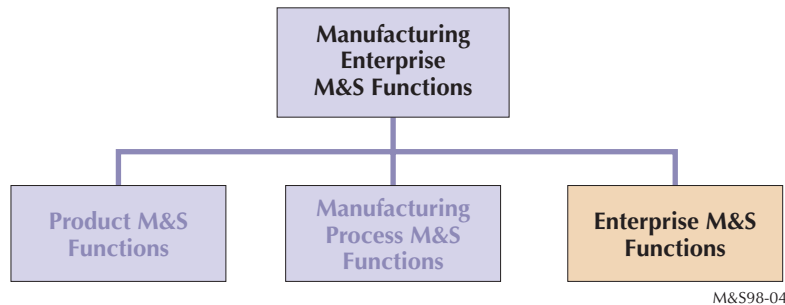 Manufacturing
Enterprise
M&S Functions
Product M&S
Functions
Manufacturing
Process M&S
Functions
Enterprise M&S
Functions
M&S98-04